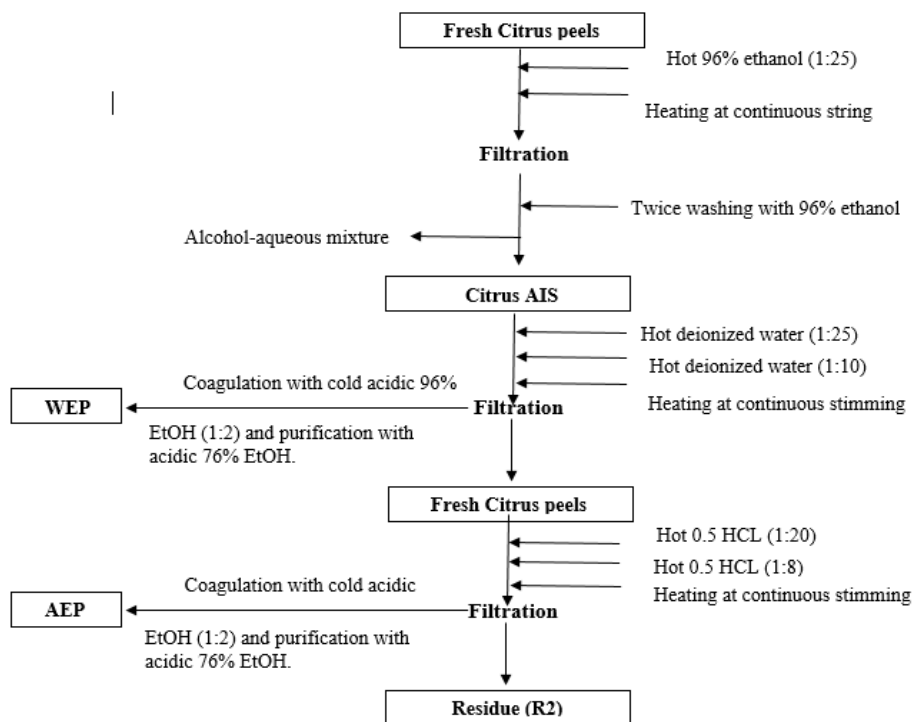 Fresh Citrus peels
Hot 96% ethanol (1:25)
Heating at continuous string
Filtration
Twice washing with 96% ethanol
Alcohol-aqueous mixture
Citrus AIS
Hot deionized water (1:25)
Hot deionized water (1:10)
Coagulation with cold acidic 96%
Heating at continuous stimming
WEP
Filtration
EtOH (1:2) and purification with
acidic 76% EtOH.
Fresh Citrus peels
Hot 0.5 HCL (1:20)
Hot 0.5 HCL (1:8)
Coagulation with cold acidic
Heating at continuous stimming
AEP
Filtration
EtOH (1:2) and purification with
acidic 76% EtOH.
Residue (R2)